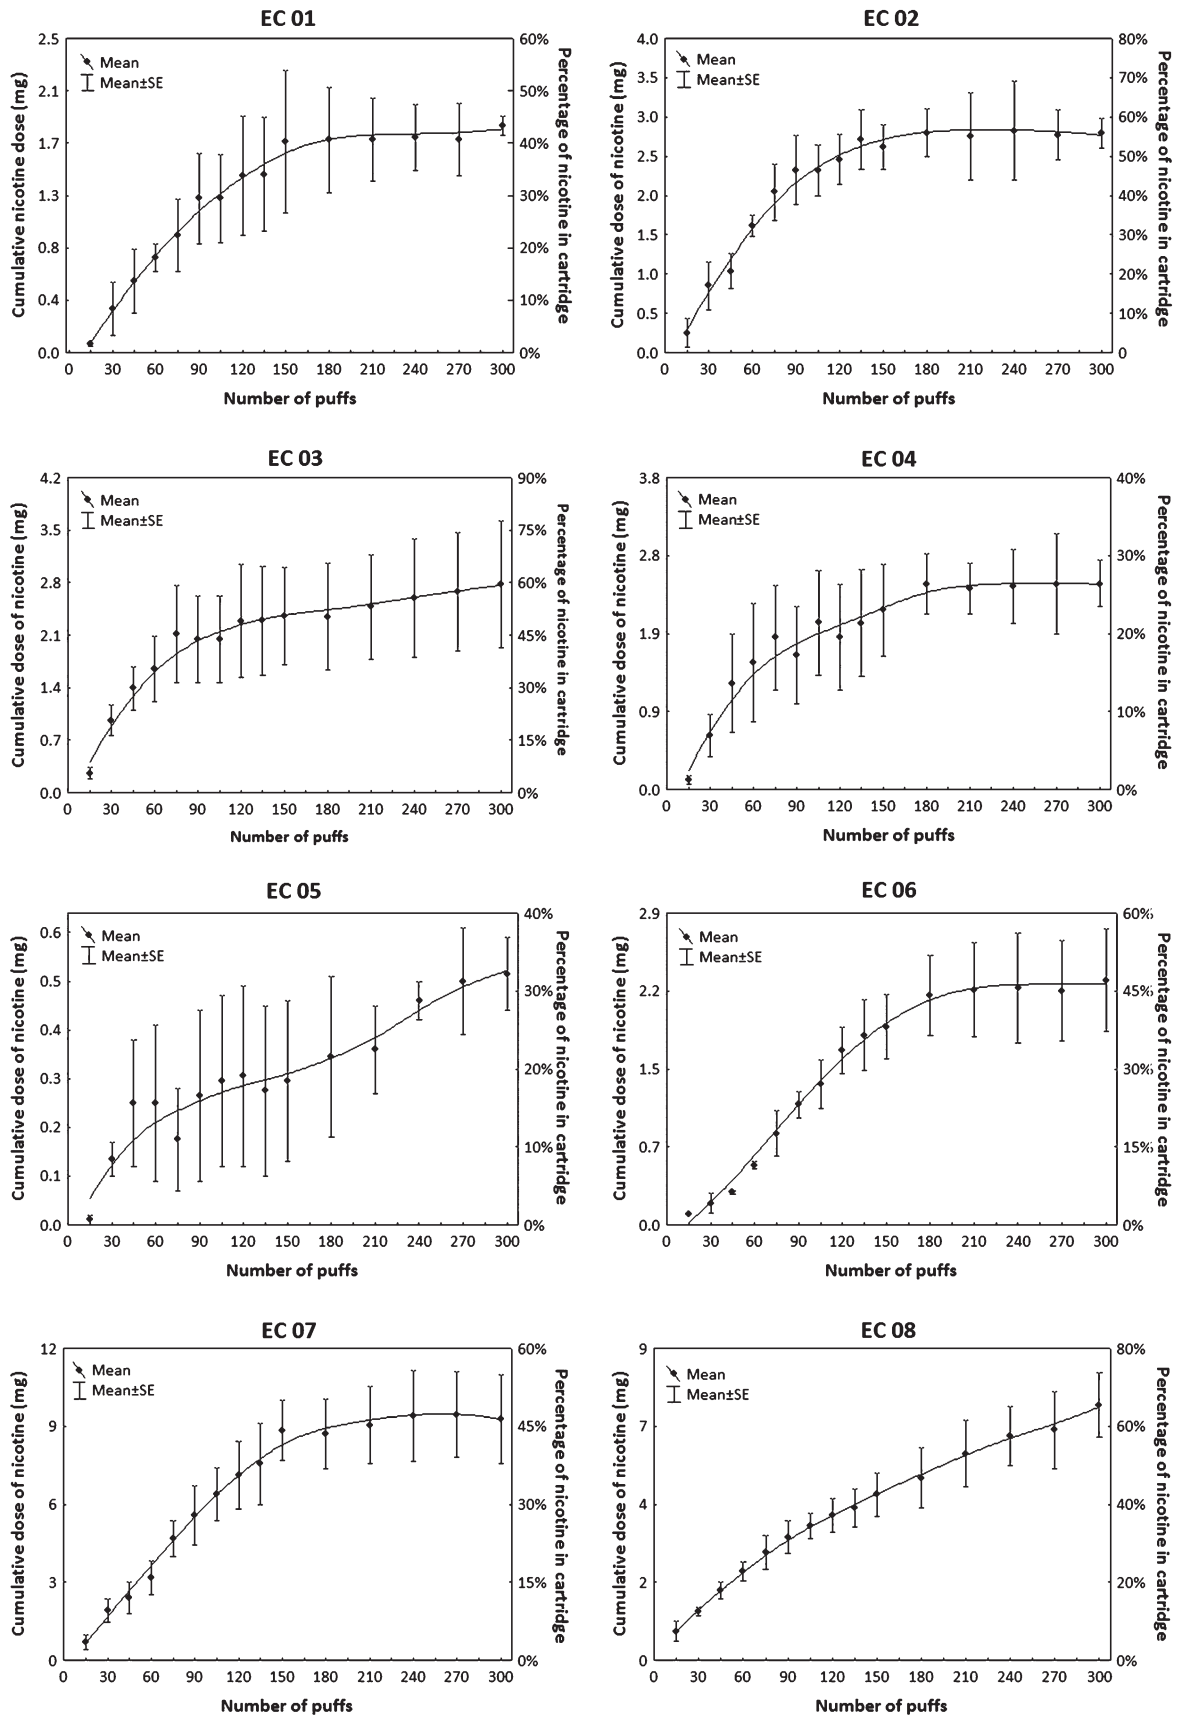 EC 01
2.5
2.1
1.7
1.3
0.8
0.4
0.0
60%
50%
40%
30%
20%
10%
0%
Mean
Mean±SE
Cumulative nicotine dose (mg)
Percentage of nicotine in cartridge
0 30 60 90 120 150 180 210 240 270 300
Number of puffs
EC 02
4.0
3.5
3.0
2.5
2.0
1.5
1.0
0.5
0.0
80%
70%
60%
50%
40%
30%
20%
10%
0
Mean
Mean±SE
Cumulative dose of nicotine (mg)
Percentage of nicotine in cartridge
0 30 60 90 120 150 180 210 240 270 300
Number of puffs
EC 03
4.2
3.5
2.8
2.1
1.4
0.7
0.0
90%
75%
60%
45%
30%
15%
0%
Mean
Mean±SE
Cumulative dose of nicotine (mg)
Percentage of nicotine in cartridge
0 30 60 90 120 150 180 210 240 270 300
Number of puffs
EC 04
3.8
2.8
1.9
0.9
0.0
40%
30%
20%
10%
0%
Mean
Mean±SE
Cumulative dose of nicotine (mg)
Percentage of nicotine in cartridge
0 30 60 90 120 150 180 210 240 270 300
Number of puffs
EC 05
0.6
0.5
0.4
0.3
0.2
0.1
0.0
40%
30%
20%
10%
0%
Mean
Mean±SE
Cumulative dose of nicotine (mg)
Percentage of nicotine in cartridge
0 30 60 90 120 150 180 210 240 270 300
Number of puffs
EC 06
2.9
2.2
1.5
0.7
0.0
60%
45%
30%
15%
0%
Mean
Mean±SE
Cumulative dose of nicotine (mg)
Percentage of nicotine in cartridge
0 30 60 90 120 150 180 210 240 270 300
Number of puffs
EC 07
12
9
6
3
0
60%
45%
30%
15%
0%
Mean
Mean±SE
Cumulative dose of nicotine (mg)
Percentage of nicotine in cartridge
0 30 60 90 120 150 180 210 240 270 300
Number of puffs
EC 08
9
7
4
2
0
80%
60%
40%
20%
0%
Mean
Mean±SE
Cumulative dose of nicotine (mg)
Percentage of nicotine in cartridge
0 30 60 90 120 150 180 210 240 270 300
Number of puffs